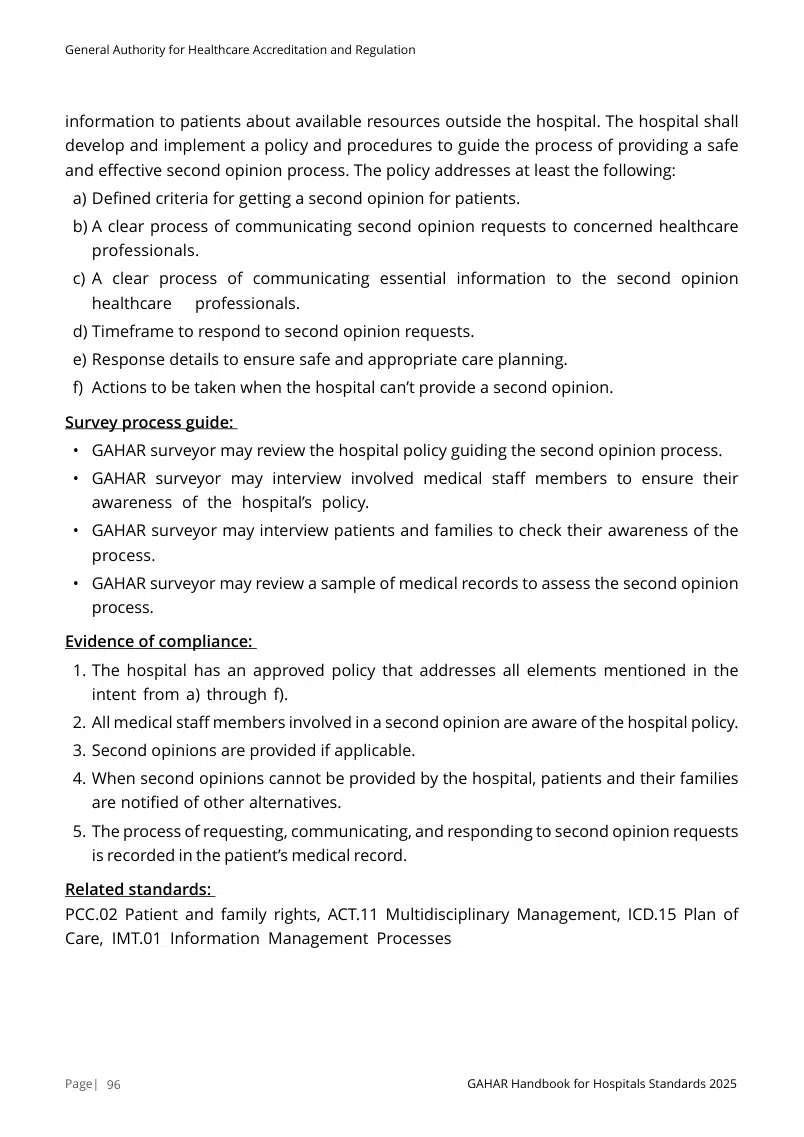 General Authority for Healthcare Accreditation and Regulation
information to patients about available resources outside the hospital. The hospital shall
develop and implement a policy and procedures to guide the process of providing a safe
and effective second opinion process. The policy addresses at least the following:
a) Defined criteria for getting a second opinion for patients.
b) A clear process of communicating second opinion requests to concerned healthcare
professionals.
c) A clear process of communicating essential information to the second opinion
healthcare professionals.
d) Timeframe to respond to second opinion requests.
e) Response details to ensure safe and appropriate care planning.
f) Actions to be taken when the hospital can’t provide a second opinion.
Survey process guide:
• GAHAR surveyor may review the hospital policy guiding the second opinion process.
• GAHAR surveyor may interview involved medical staff members to ensure their
awareness of the hospital’s policy.
• GAHAR surveyor may interview patients and families to check their awareness of the
process.
• GAHAR surveyor may review a sample of medical records to assess the second opinion
process.
Evidence of compliance:
1. The hospital has an approved policy that addresses all elements mentioned in the
intent from a) through f).
2. All medical staff members involved in a second opinion are aware of the hospital policy.
3. Second opinions are provided if applicable.
4. When second opinions cannot be provided by the hospital, patients and their families
are notified of other alternatives.
5. The process of requesting, communicating, and responding to second opinion requests
is recorded in the patient’s medical record.
Related standards:
PCC.02 Patient and family rights, ACT.11 Multidisciplinary Management, ICD.15 Plan of
Care, IMT.01 Information Management Processes
Page| 96
GAHAR Handbook for Hospitals Standards 2025